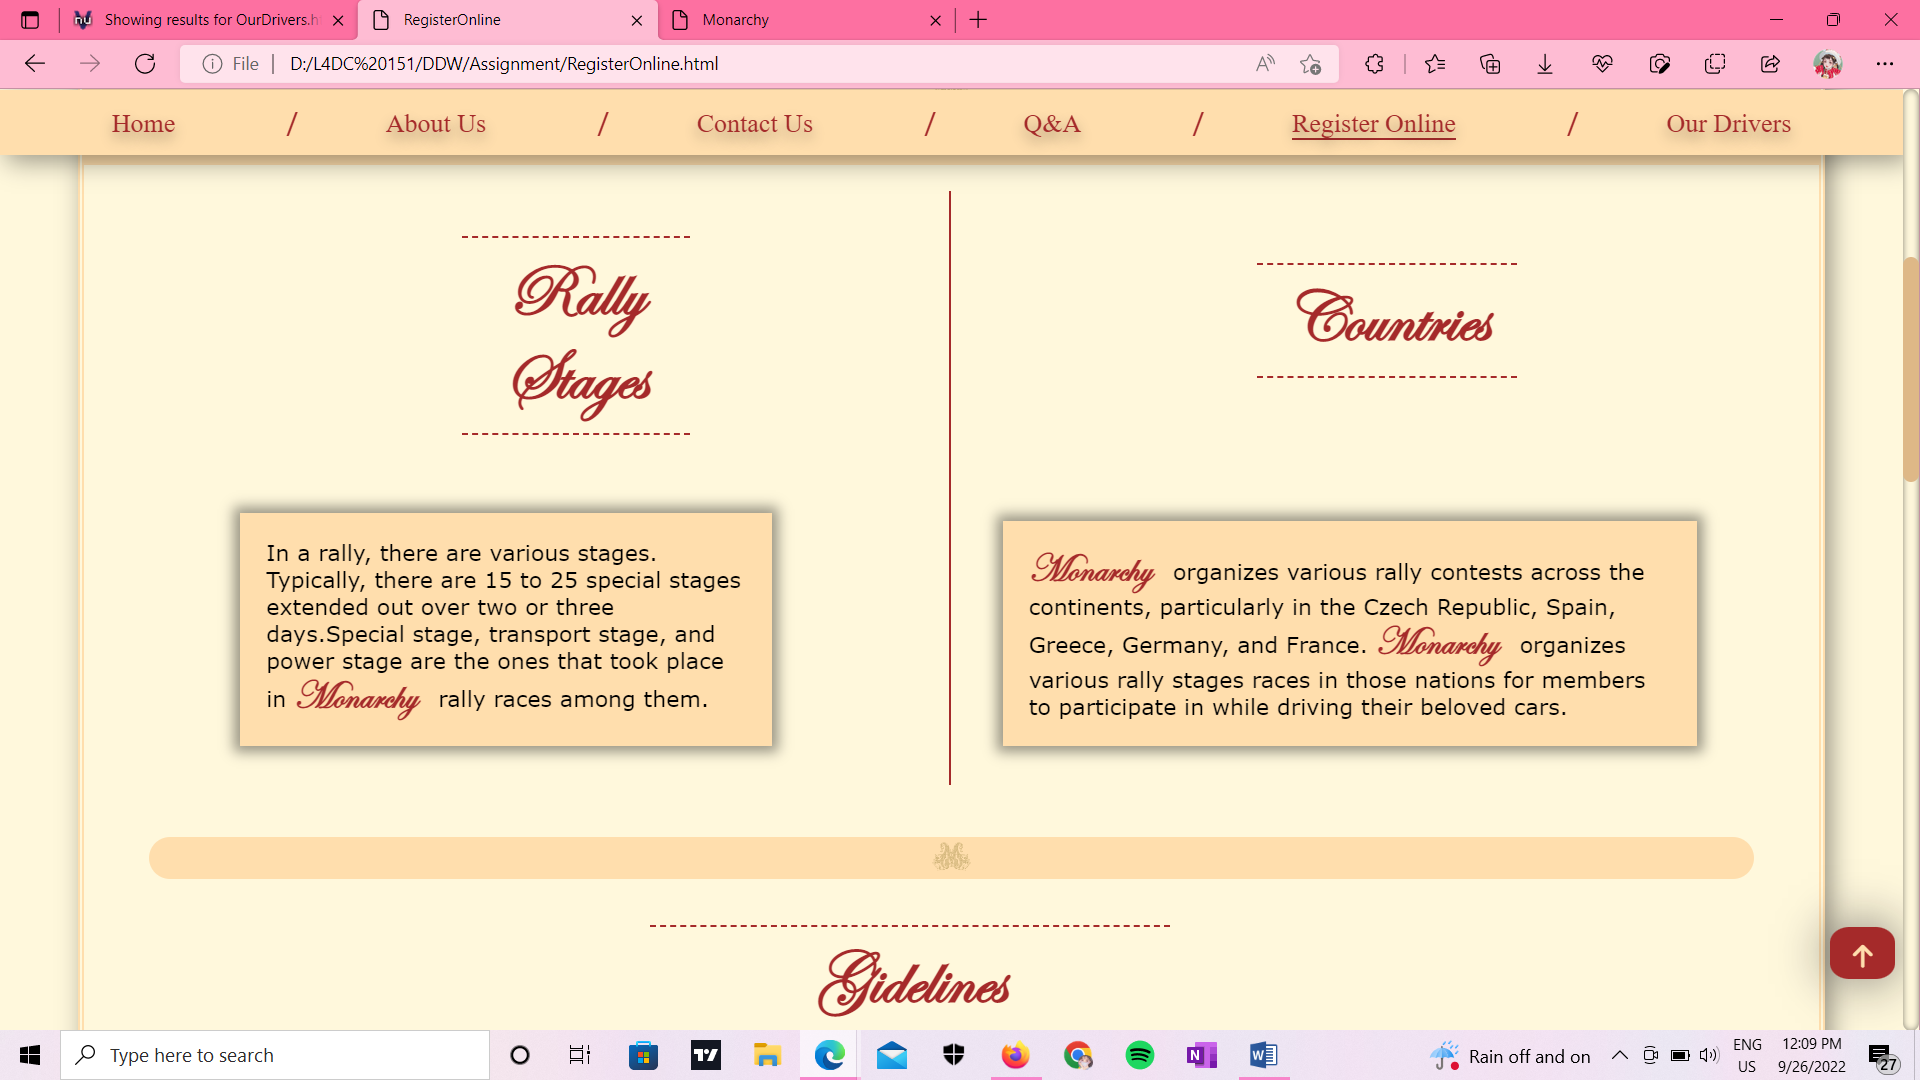 Showing results for OurDrivers.h
RegisterOnline
Monarchy
File
D:/L4DC%20151/DDW/Assignment/RegisterOnline.html
Home / About Us / Contact Us / Q&A / Register Online / Our Drivers
Rally
Stages
In a rally, there are various stages.
Typically, there are 15 to 25 special stages
extended out over two or three
days.Special stage, transport stage, and
power stage are the ones that took place
in Monarchy rally races among them.
Countries
Monarchy organizes various rally contests across the
continents, particularly in the Czech Republic, Spain,
Greece, Germany, and France. Monarchy organizes
various rally stages races in those nations for members
to participate in while driving their beloved cars.
Gidelines
Type here to search
Rain off and on
ENG
US
12:09 PM
9/26/2022
27